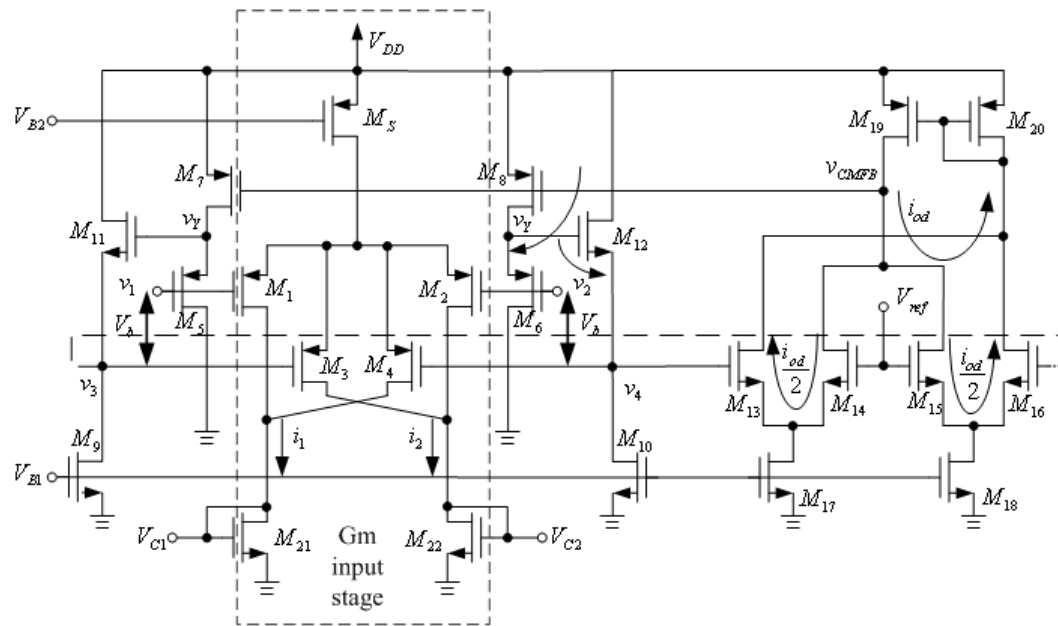 V_DD
V_B2
M_S
M_19
M_20
M_7
M_8
v_CMFB
v_Y
v_Y
i_od
M_11
M_12
v_1
M_1
M_2
v_2
V_b
M_5
M_6
V_b
V_ref
M_3
M_4
i_od/2
i_od/2
v_3
v_4
M_13
M_14
M_15
M_16
M_9
i_1
i_2
M_10
V_B1
M_17
M_18
V_C1
M_21
M_22
V_C2
Gm
input
stage